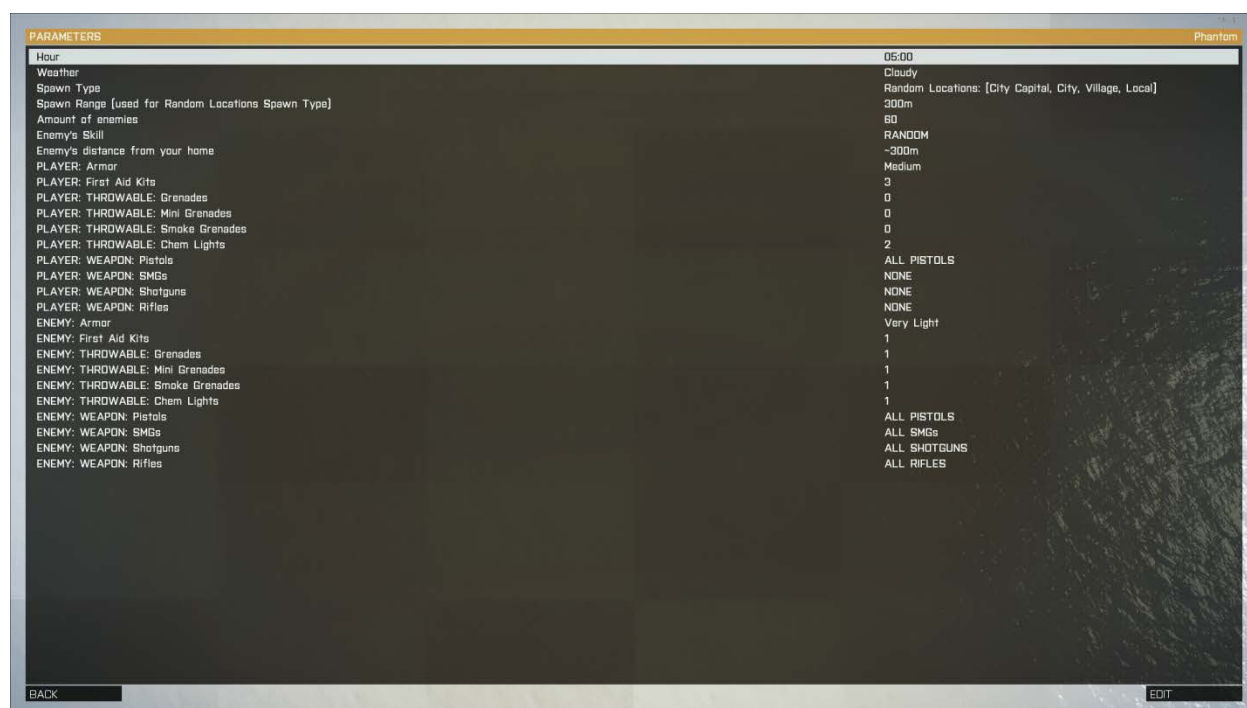 PARAMETERS Phantom
Hour 05:00
Weather Cloudy
Spawn Type Random Locations: [City Capital, City, Village, Local]
Spawn Range [used for Random Locations Spawn Type] 300m
Amount of enemies 60
Enemy's Skill RANDOM
Enemy's distance from your home ~300m
PLAYER: Armor Medium
PLAYER: First Aid Kits 3
PLAYER: THROWABLE: Grenades 0
PLAYER: THROWABLE: Mini Grenades 0
PLAYER: THROWABLE: Smoke Grenades 0
PLAYER: THROWABLE: Chem Lights 2
PLAYER: WEAPON: Pistols ALL PISTOLS
PLAYER: WEAPON: SMGs NONE
PLAYER: WEAPON: Shotguns NONE
PLAYER: WEAPON: Rifles NONE
ENEMY: Armor Very Light
ENEMY: First Aid Kits 1
ENEMY: THROWABLE: Grenades 1
ENEMY: THROWABLE: Mini Grenades 1
ENEMY: THROWABLE: Smoke Grenades 1
ENEMY: THROWABLE: Chem Lights 1
ENEMY: WEAPON: Pistols ALL PISTOLS
ENEMY: WEAPON: SMGs ALL SMGs
ENEMY: WEAPON: Shotguns ALL SHOTGUNS
ENEMY: WEAPON: Rifles ALL RIFLES
BACK EDIT